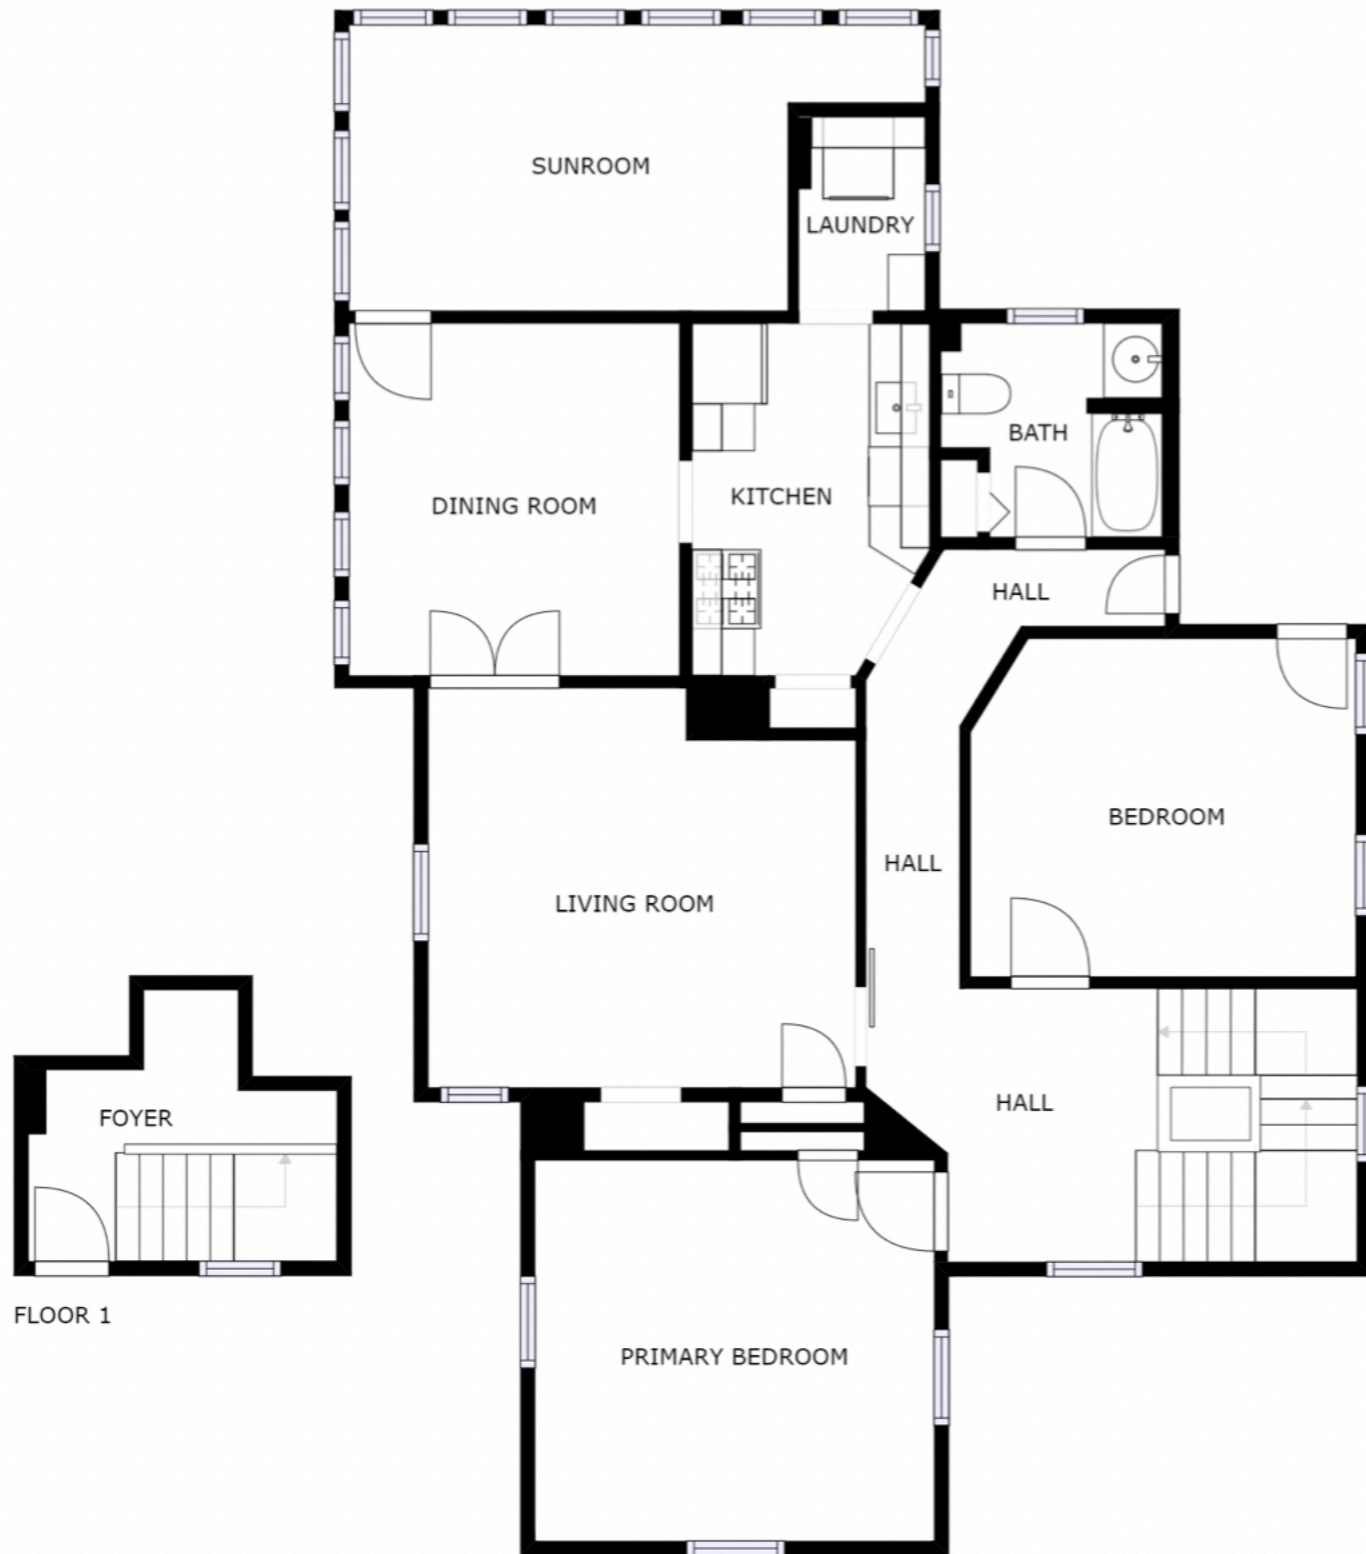 SUNROOM
LAUNDRY
BATH
KITCHEN
DINING ROOM
HALL
BEDROOM
HALL
LIVING ROOM
HALL
FOYER
FLOOR 1
PRIMARY BEDROOM